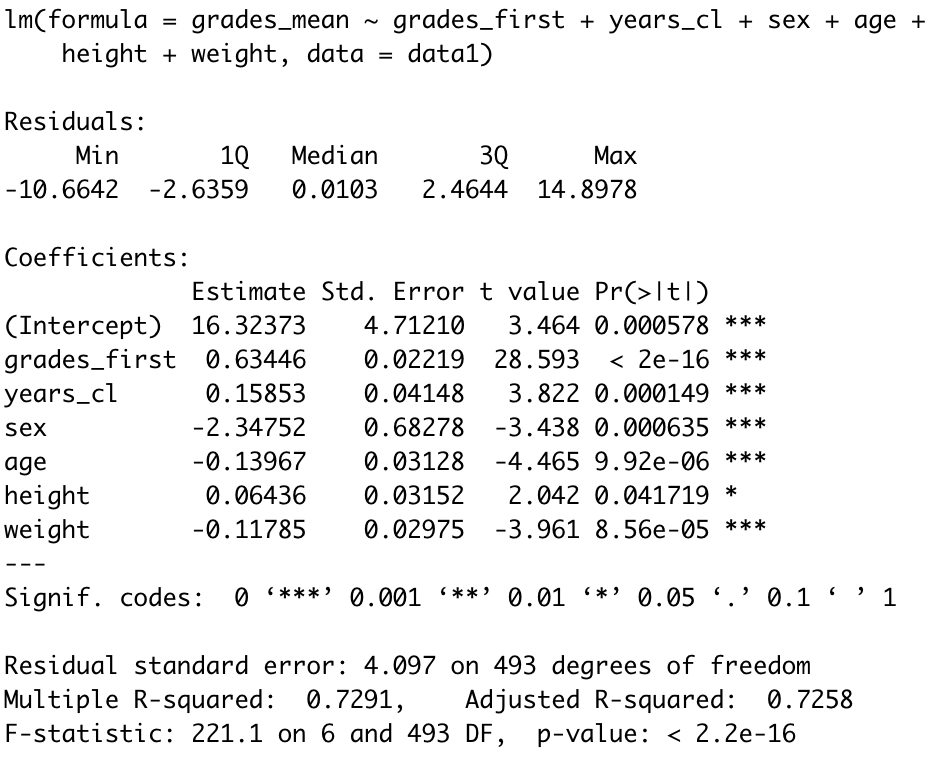 lm(formula = grades_mean ~ grades_first + years_cl + sex + age +
    height + weight, data = data1)

Residuals:
     Min       1Q   Median       3Q      Max
-10.6642  -2.6359   0.0103   2.4644  14.8978

Coefficients:
             Estimate Std. Error t value Pr(>|t|)
(Intercept)  16.32373    4.71210   3.464 0.000578 ***
grades_first  0.63446    0.02219  28.593  < 2e-16 ***
years_cl      0.15853    0.04148   3.822 0.000149 ***
sex          -2.34752    0.68278  -3.438 0.000635 ***
age          -0.13967    0.03128  -4.465 9.92e-06 ***
height        0.06436    0.03152   2.042 0.041719 *
weight       -0.11785    0.02975  -3.961 8.56e-05 ***
---
Signif. codes:  0 ‘***’ 0.001 ‘**’ 0.01 ‘*’ 0.05 ‘.’ 0.1 ‘ ’ 1

Residual standard error: 4.097 on 493 degrees of freedom
Multiple R-squared:  0.7291,    Adjusted R-squared:  0.7258
F-statistic: 221.1 on 6 and 493 DF,  p-value: < 2.2e-16